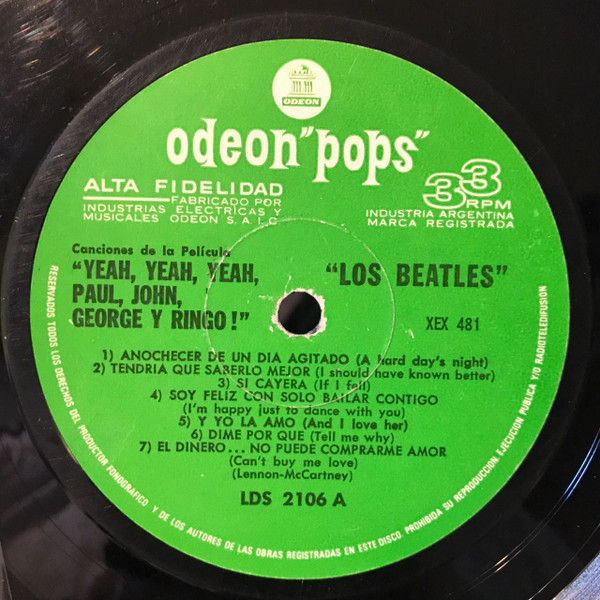 ODEON
odeon "pops"
ALTA FIDELIDAD
FABRICADO POR
INDUSTRIAS ELECTRICAS Y
MUSICALES ODEON S.A.I.C.
33
RPM
INDUSTRIA ARGENTINA
MARCA REGISTRADA
Canciones de la Película
"YEAH, YEAH, YEAH,
PAUL, JOHN,
GEORGE Y RINGO!"
"LOS BEATLES"
XEX 481
1) ANOCHECER DE UN DIA AGITADO (A hard day's night)
2) TENDRIA QUE SABERLO MEJOR (I should have known better)
3) SI CAYERA (If I fell)
4) SOY FELIZ CON SOLO BAILAR CONTIGO
(I'm happy just to dance with you)
5) Y YO LA AMO (And I love her)
6) DIME POR QUE (Tell me why)
7) EL DINERO... NO PUEDE COMPRARME AMOR
(Can't buy me love)
(Lennon-McCartney)
LDS 2106 A
RESERVADOS TODOS LOS DERECHOS DEL PRODUCTOR FONOGRAFICO Y DE LOS AUTORES DE LAS OBRAS REGISTRADAS EN ESTE DISCO. PROHIBIDA SU REPRODUCCION, EJECUCION PUBLICA Y/O RADIOTELEDIFUSION